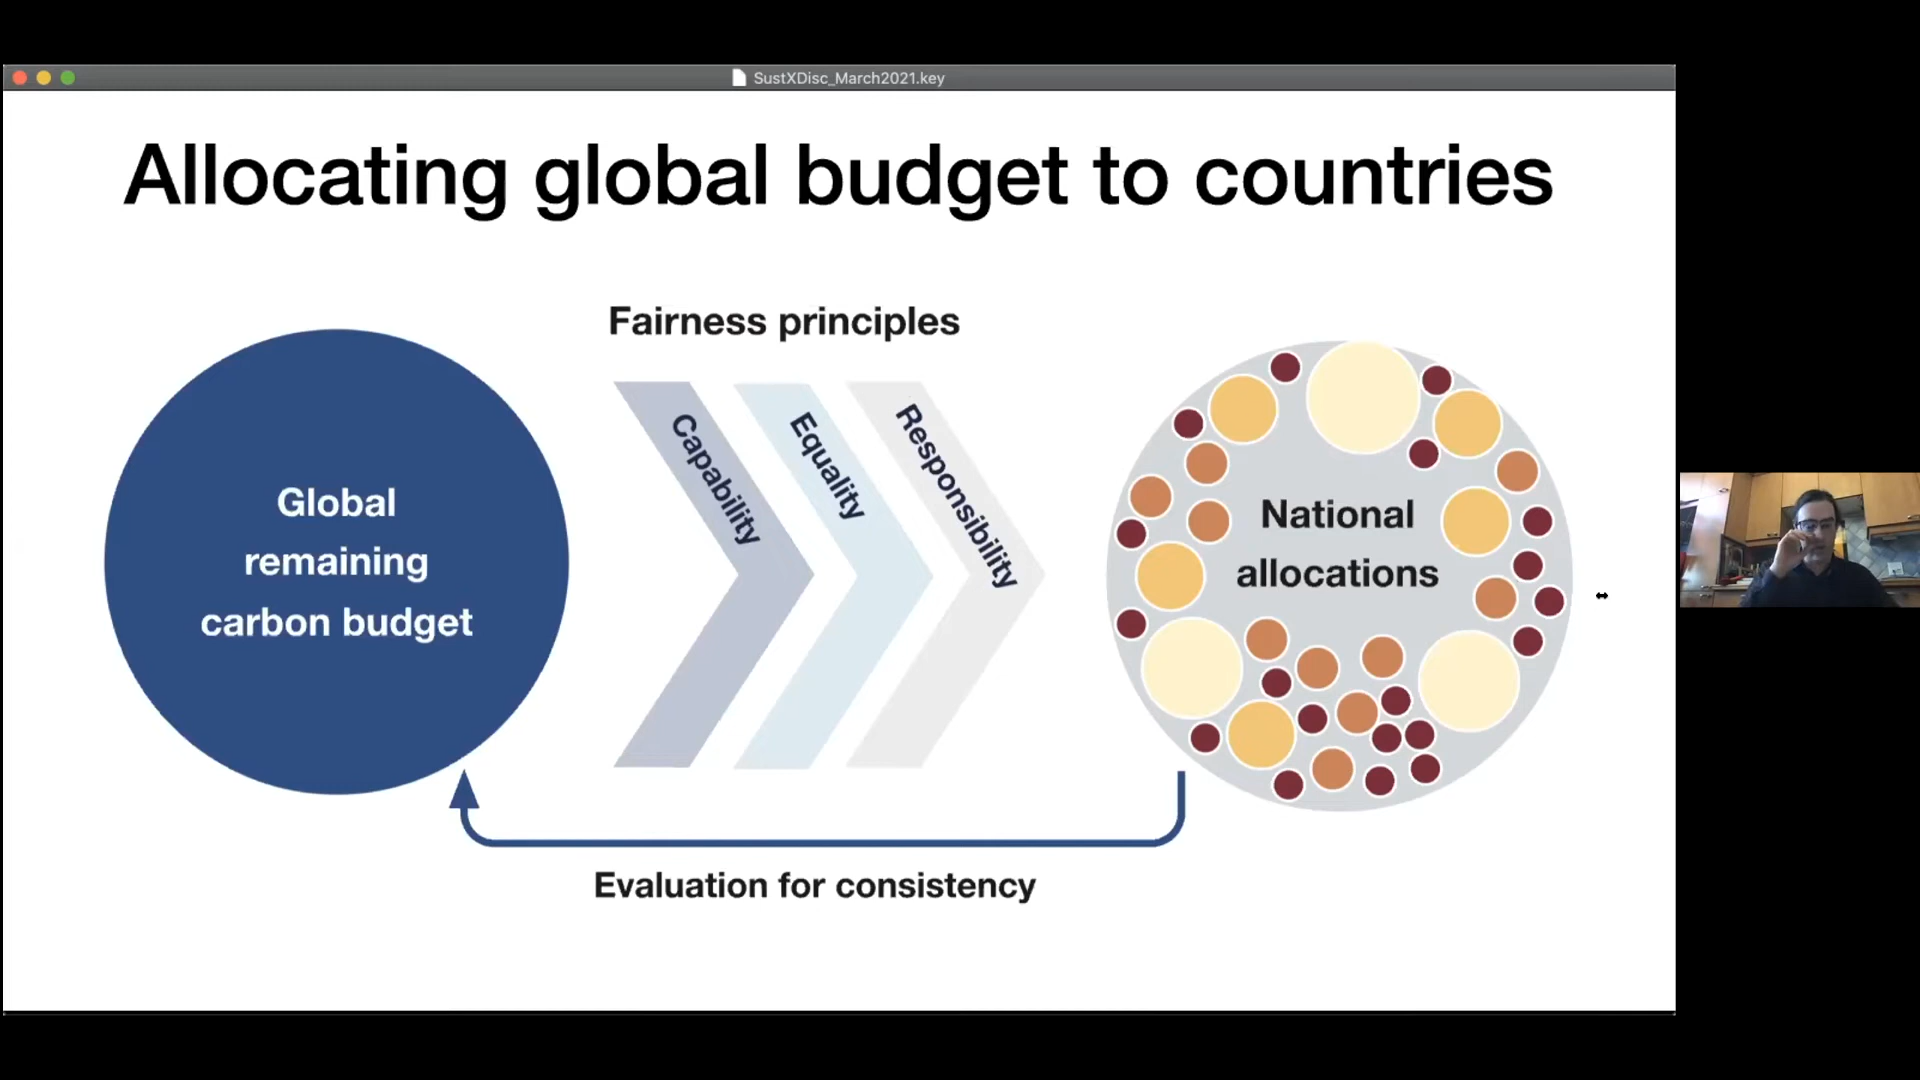 SustXDisc_March2021.key
Allocating global budget to countries
Fairness principles
Capability
Equality
Responsibility
Global
remaining
carbon budget
National
allocations
Evaluation for consistency